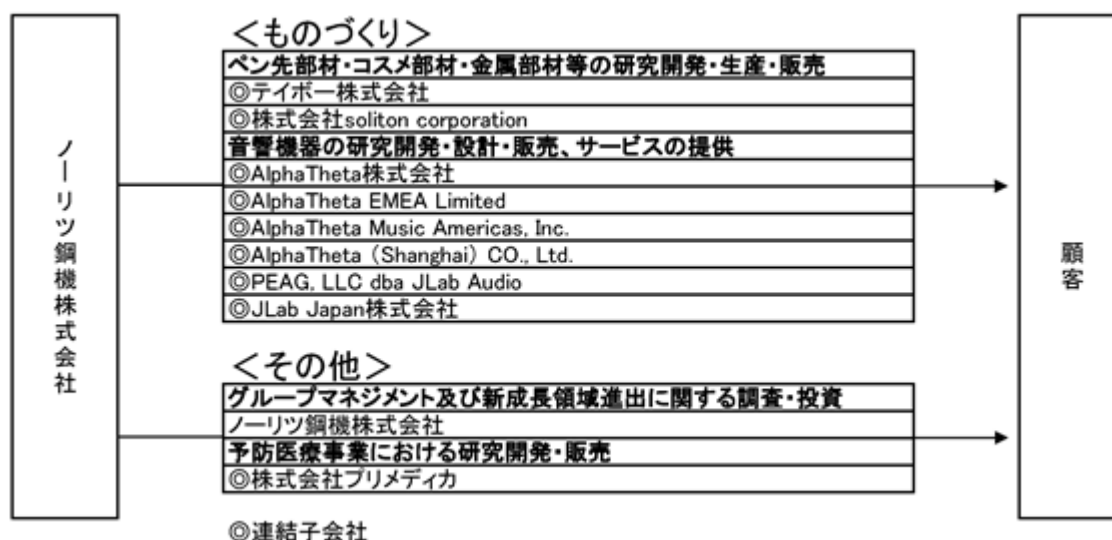 ノーリツ鋼機株式会社
<ものづくり>
ペン先部材・コスメ部材・金属部材等の研究開発・生産・販売
◎テイボー株式会社
◎株式会社soliton corporation
音響機器の研究開発・設計・販売、サービスの提供
◎AlphaTheta株式会社
◎AlphaTheta EMEA Limited
◎AlphaTheta Music Americas, Inc.
◎AlphaTheta (Shanghai) CO., Ltd.
◎PEAG, LLC dba JLab Audio
◎JLab Japan株式会社
<その他>
グループマネジメント及び新成長領域進出に関する調査・投資
ノーリツ鋼機株式会社
予防医療事業における研究開発・販売
◎株式会社プリメディカ
◎連結子会社
顧客